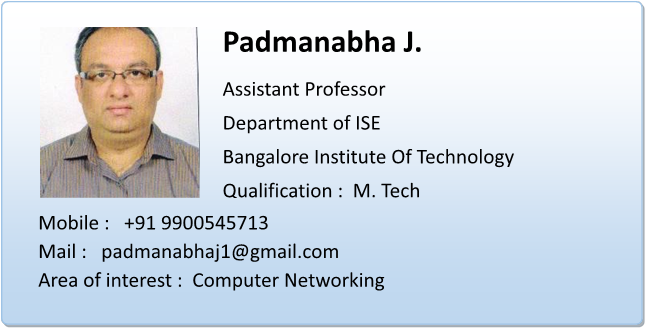 Padmanabha J.
Assistant Professor
Department of ISE
Bangalore Institute Of Technology
Qualification : M. Tech
Mobile : +91 9900545713
Mail : padmanabhaj1@gmail.com
Area of interest : Computer Networking